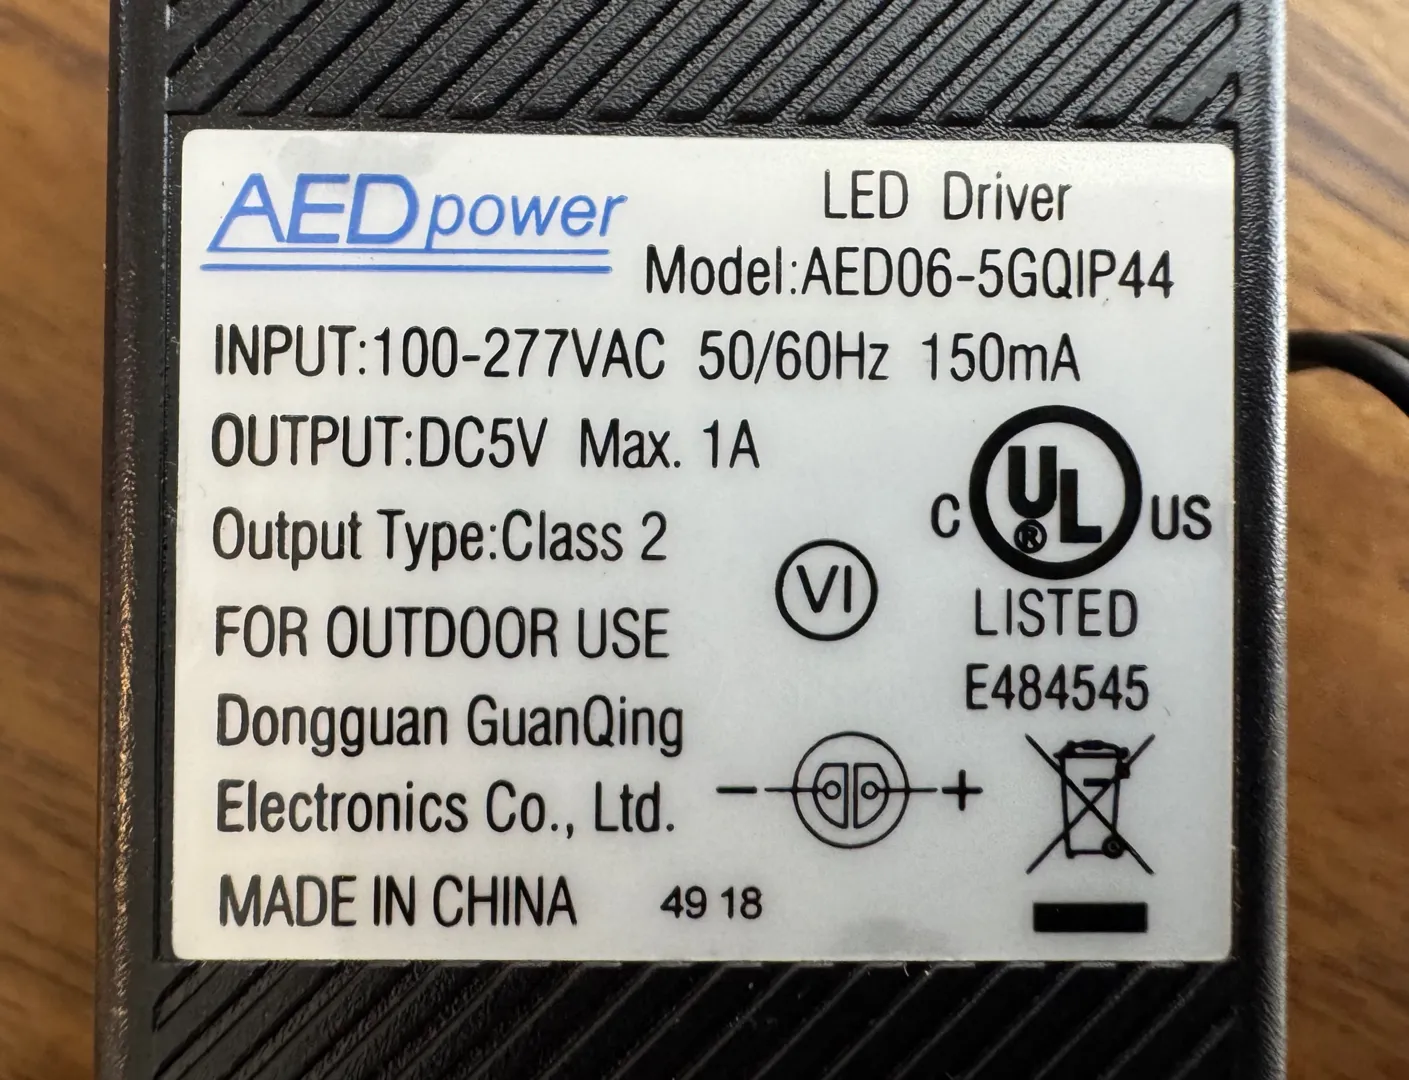 AEDpower
LED Driver
Model:AED06-5GQIP44
INPUT:100-277VAC 50/60Hz 150mA
OUTPUT:DC5V Max. 1A
Output Type:Class 2
FOR OUTDOOR USE
Dongguan GuanQing
Electronics Co., Ltd.
MADE IN CHINA 49 18
VI
C UL® US
LISTED
E484545
- +